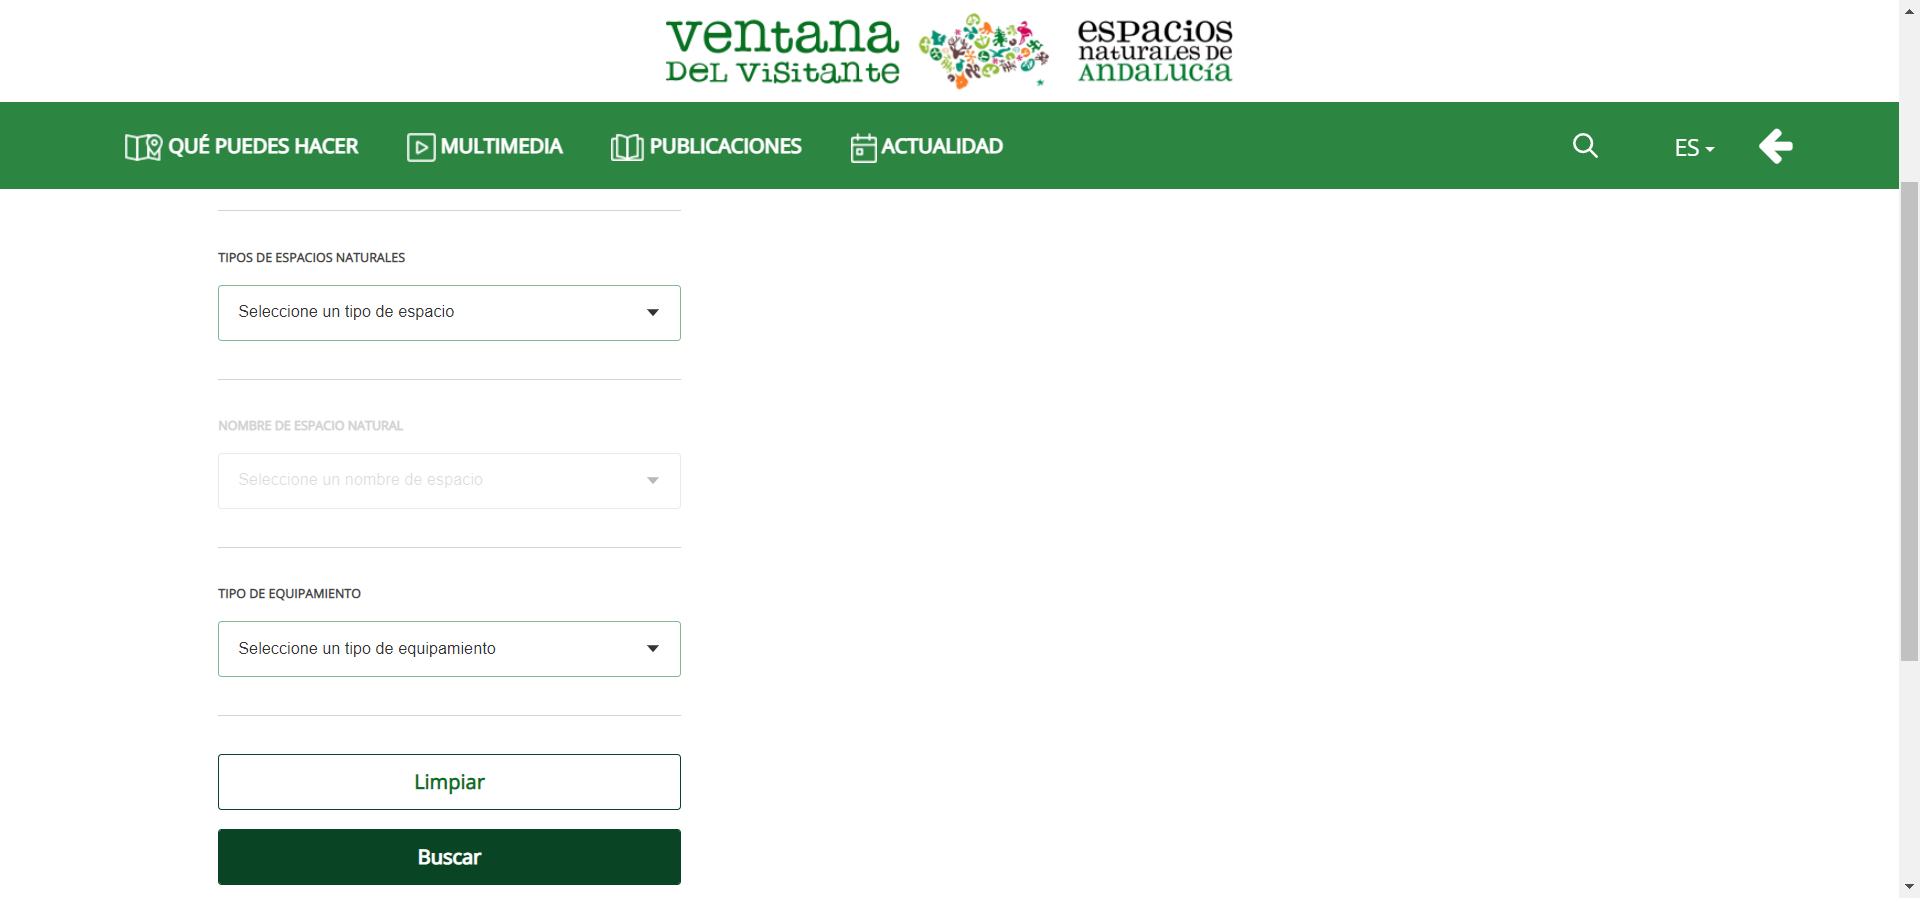 ventana
DEL VISITANTE
espacios
NATURALES DE
ANDALUCÍA
QUÉ PUEDES HACER
MULTIMEDIA
PUBLICACIONES
ACTUALIDAD
ES
TIPOS DE ESPACIOS NATURALES
Seleccione un tipo de espacio
NOMBRE DE ESPACIO NATURAL
Seleccione un nombre de espacio
TIPO DE EQUIPAMIENTO
Seleccione un tipo de equipamiento
Limpiar
Buscar